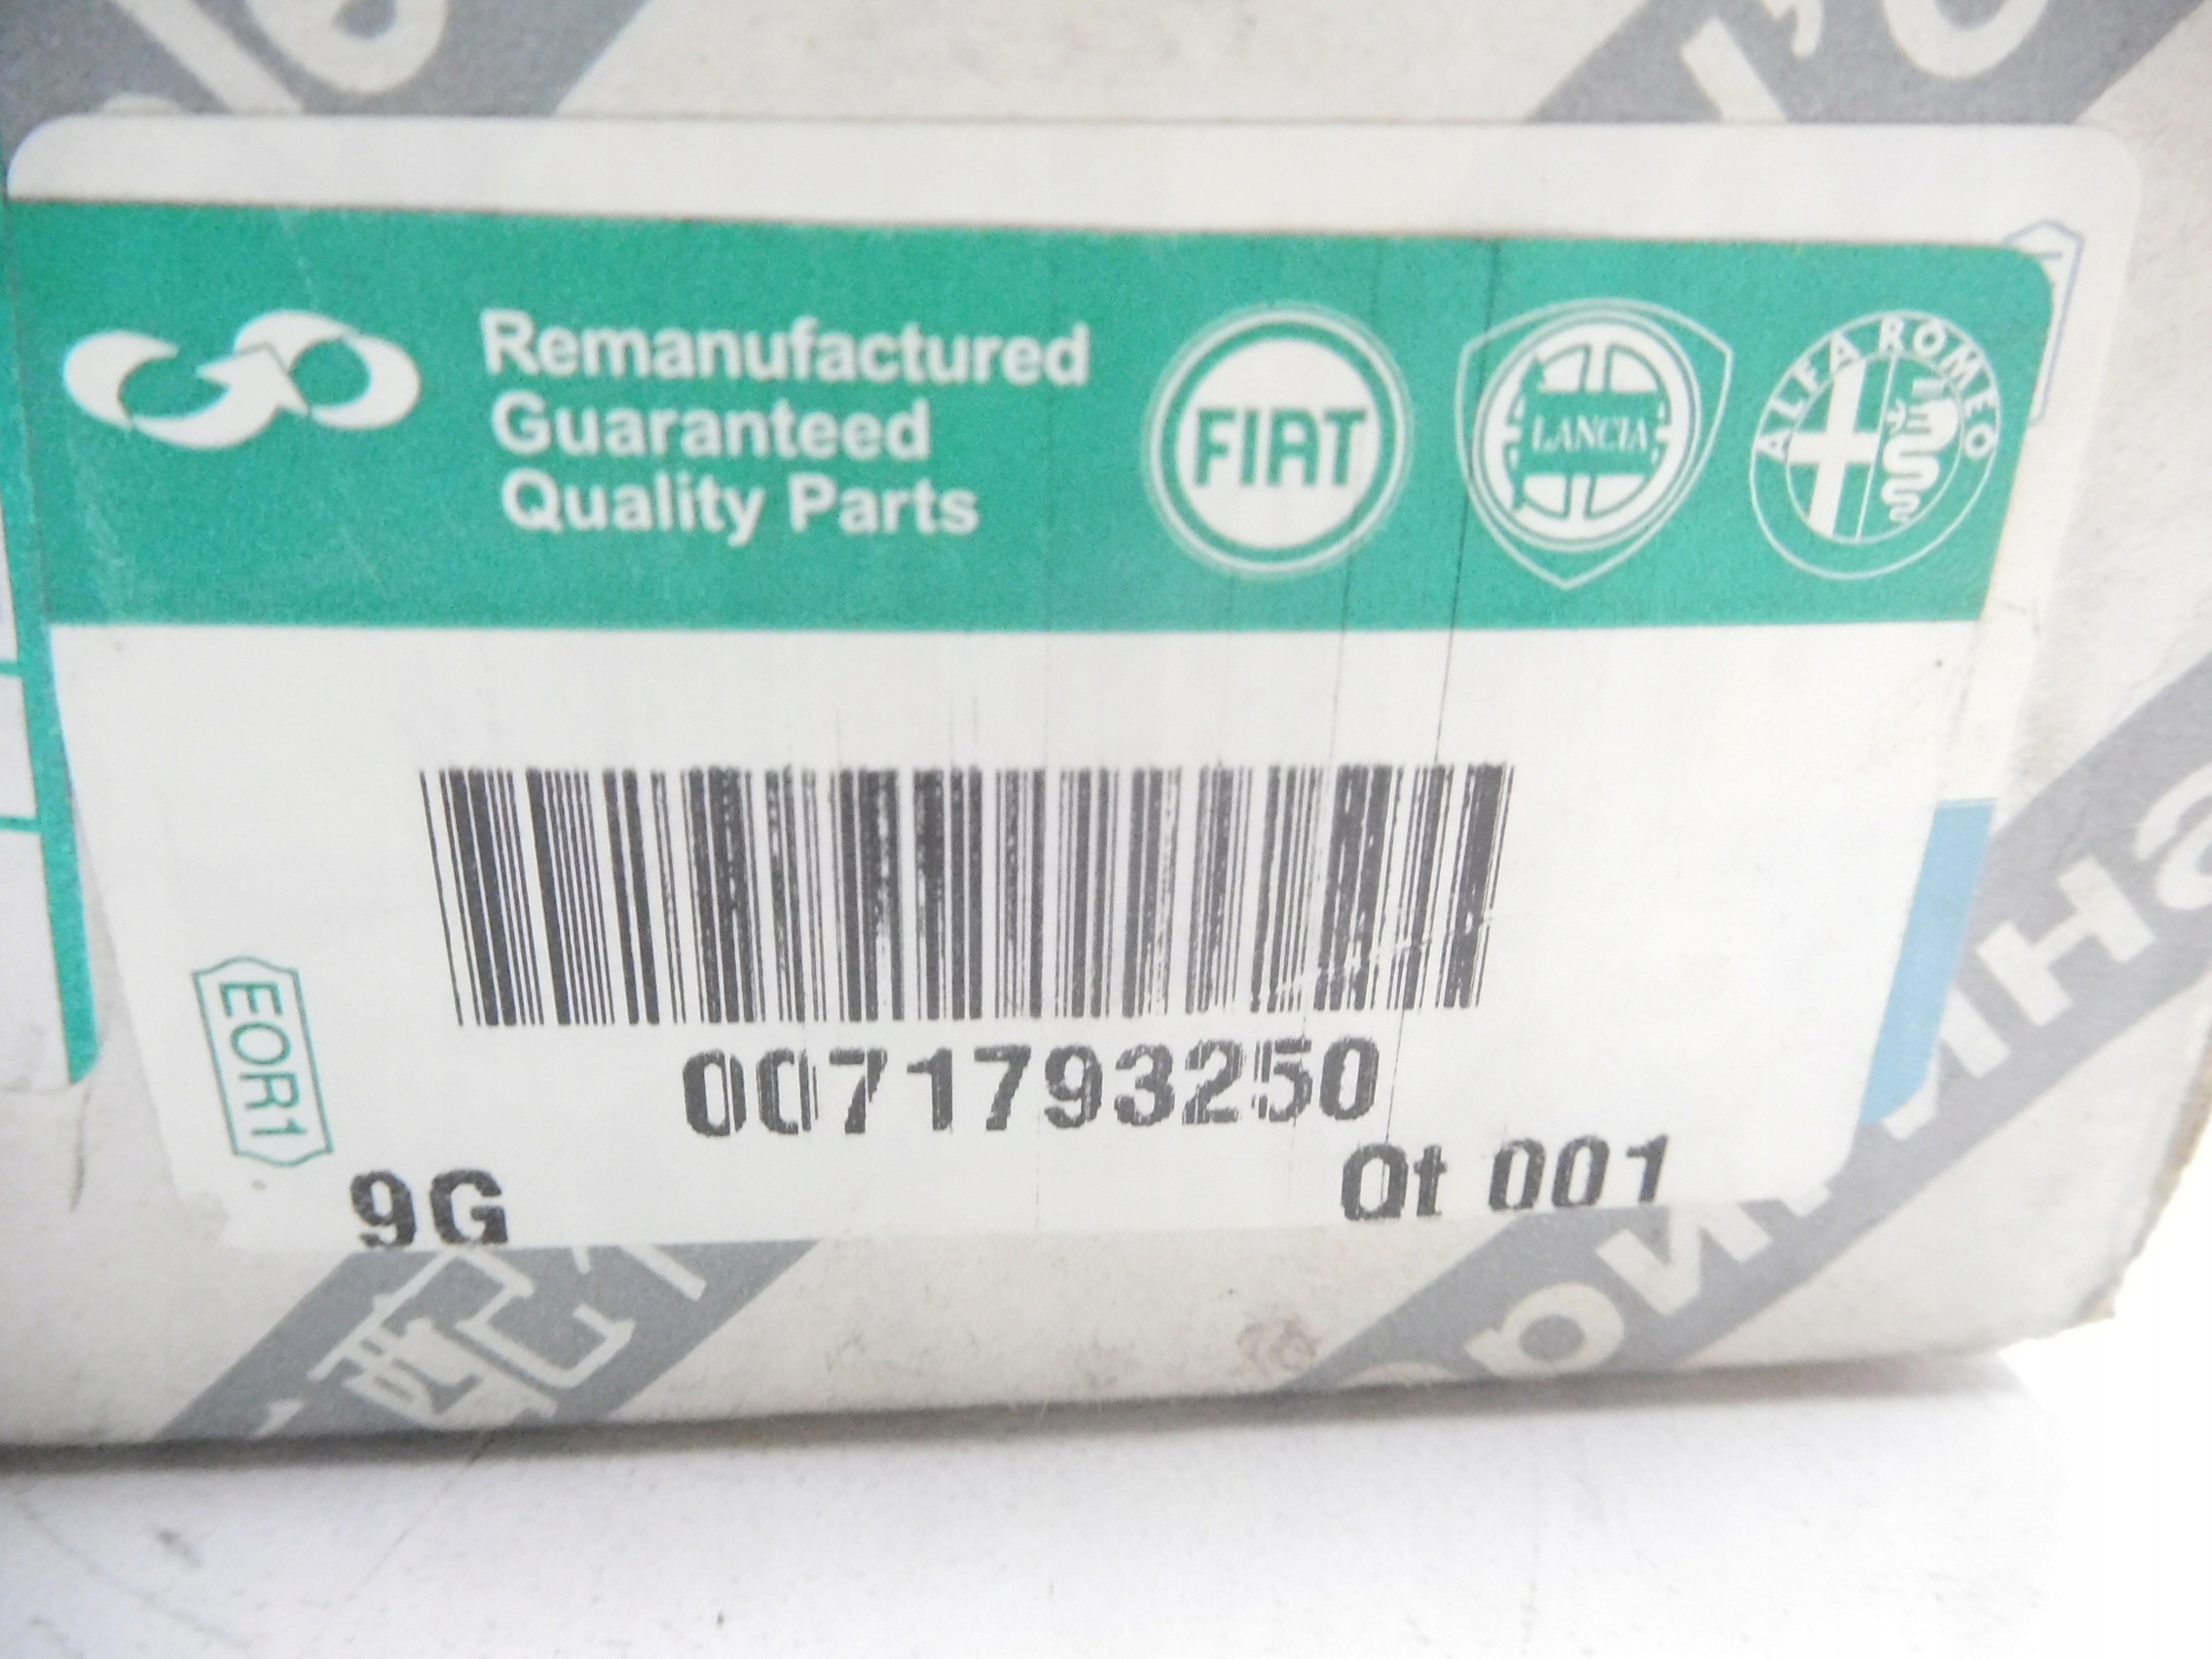 Remanufactured
Guaranteed
Quality Parts
FIAT
LANCIA
ALFA ROMEO
0071793250
EOR1
9G
Qt 001